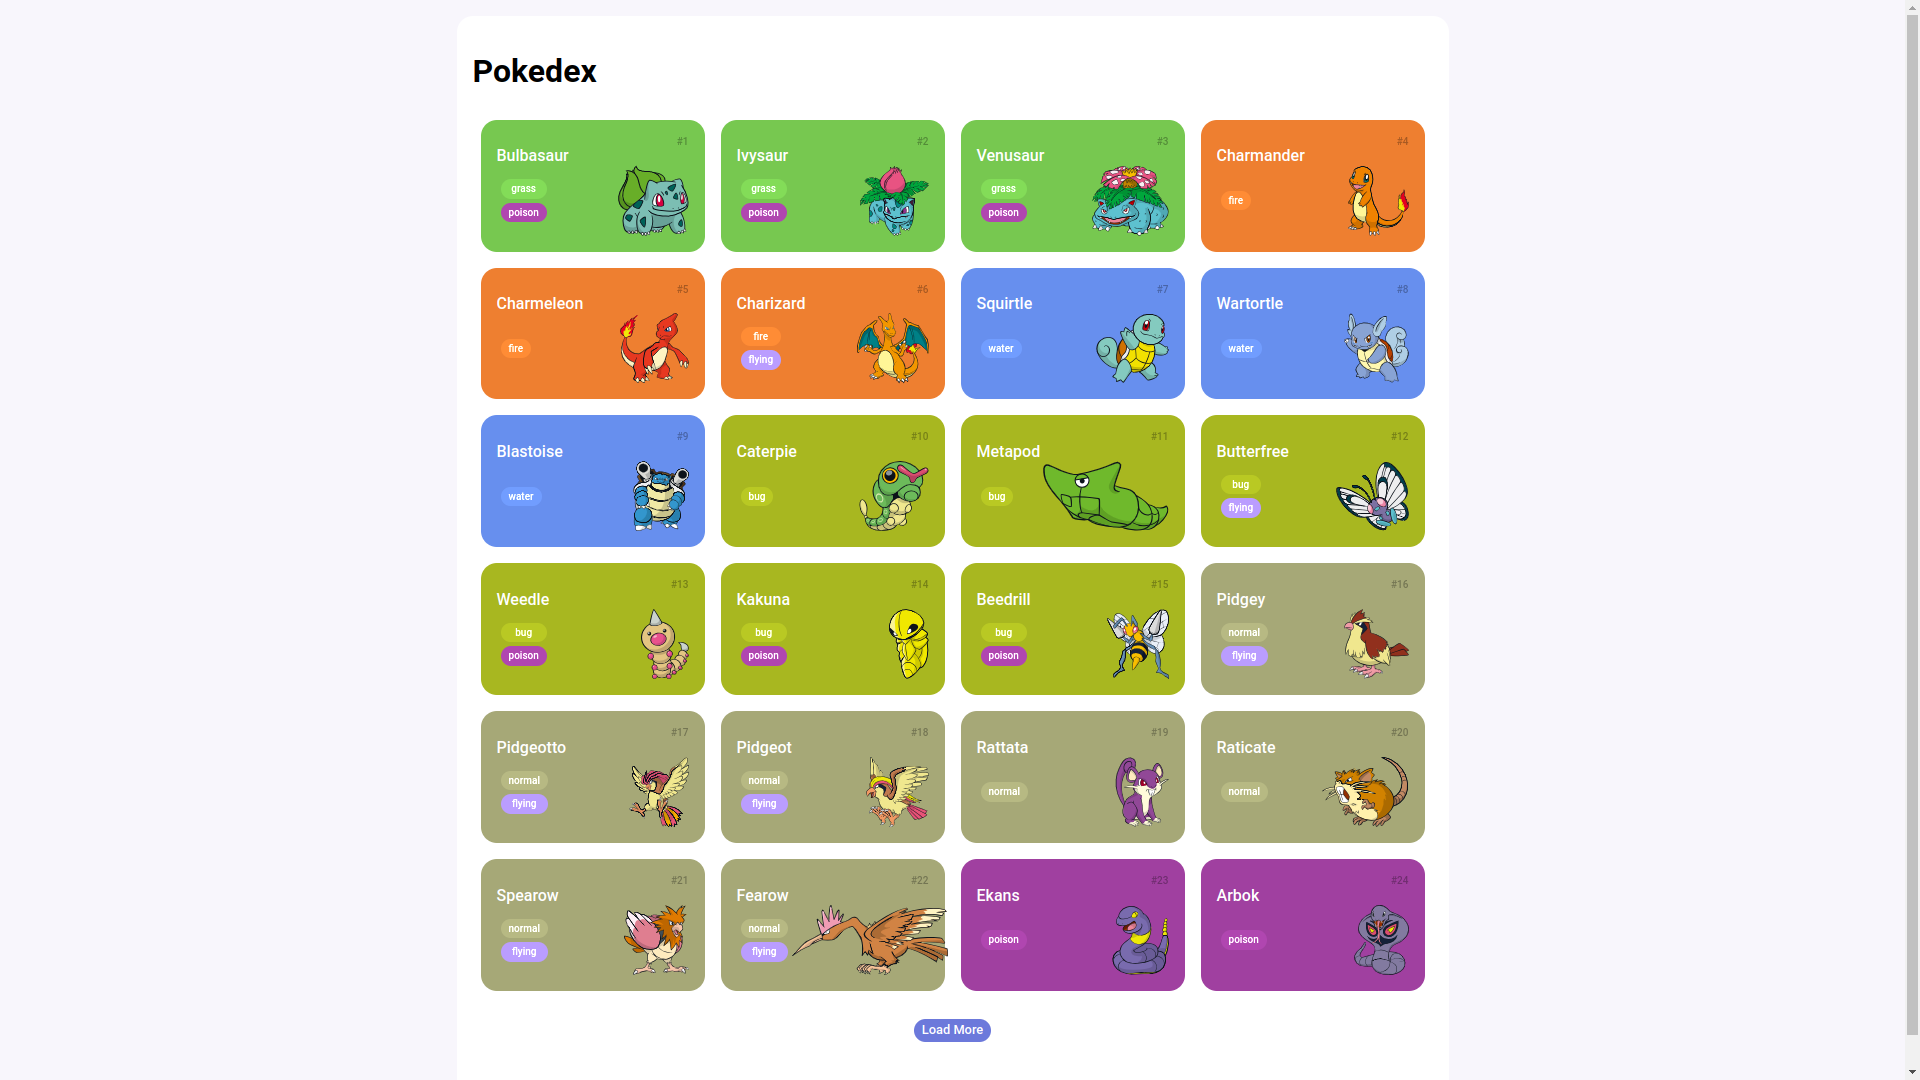 Pokedex
#1
Bulbasaur
grass
poison
#2
Ivysaur
grass
poison
#3
Venusaur
grass
poison
#4
Charmander
fire
#5
Charmeleon
fire
#6
Charizard
fire
flying
#7
Squirtle
water
#8
Wartortle
water
#9
Blastoise
water
#10
Caterpie
bug
#11
Metapod
bug
#12
Butterfree
bug
flying
#13
Weedle
bug
poison
#14
Kakuna
bug
poison
#15
Beedrill
bug
poison
#16
Pidgey
normal
flying
#17
Pidgeotto
normal
flying
#18
Pidgeot
normal
flying
#19
Rattata
normal
#20
Raticate
normal
#21
Spearow
normal
flying
#22
Fearow
normal
flying
#23
Ekans
poison
#24
Arbok
poison
Load More